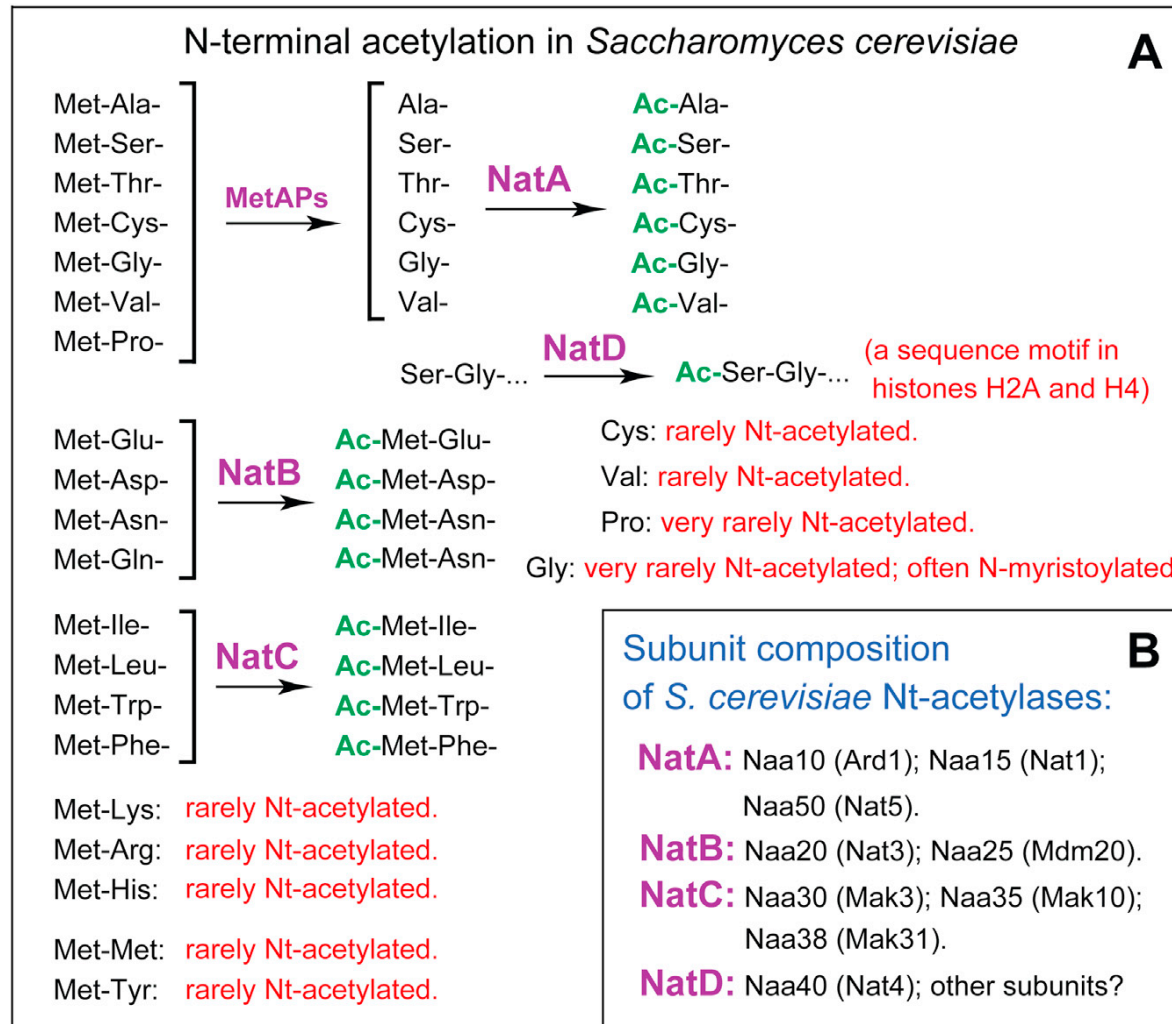 N-terminal acetylation in Saccharomyces cerevisiae
A
Met-Ala-
Met-Ser-
Met-Thr-
Met-Cys-
Met-Gly-
Met-Val-
Met-Pro-
MetAPs
Ala-
Ser-
Thr-
Cys-
Gly-
Val-
NatA
Ac-Ala-
Ac-Ser-
Ac-Thr-
Ac-Cys-
Ac-Gly-
Ac-Val-
Ser-Gly-...
NatD
Ac-Ser-Gly-...
(a sequence motif in
histones H2A and H4)
Met-Glu-
Met-Asp-
Met-Asn-
Met-Gln-
NatB
Ac-Met-Glu-
Ac-Met-Asp-
Ac-Met-Asn-
Ac-Met-Asn-
Cys: rarely Nt-acetylated.
Val: rarely Nt-acetylated.
Pro: very rarely Nt-acetylated.
Gly: very rarely Nt-acetylated; often N-myristoylated
Met-Ile-
Met-Leu-
Met-Trp-
Met-Phe-
NatC
Ac-Met-Ile-
Ac-Met-Leu-
Ac-Met-Trp-
Ac-Met-Phe-
Met-Lys: rarely Nt-acetylated.
Met-Arg: rarely Nt-acetylated.
Met-His: rarely Nt-acetylated.
Met-Met: rarely Nt-acetylated.
Met-Tyr: rarely Nt-acetylated.
B
Subunit composition
of S. cerevisiae Nt-acetylases:
NatA: Naa10 (Ard1); Naa15 (Nat1);
Naa50 (Nat5).
NatB: Naa20 (Nat3); Naa25 (Mdm20).
NatC: Naa30 (Mak3); Naa35 (Mak10);
Naa38 (Mak31).
NatD: Naa40 (Nat4); other subunits?